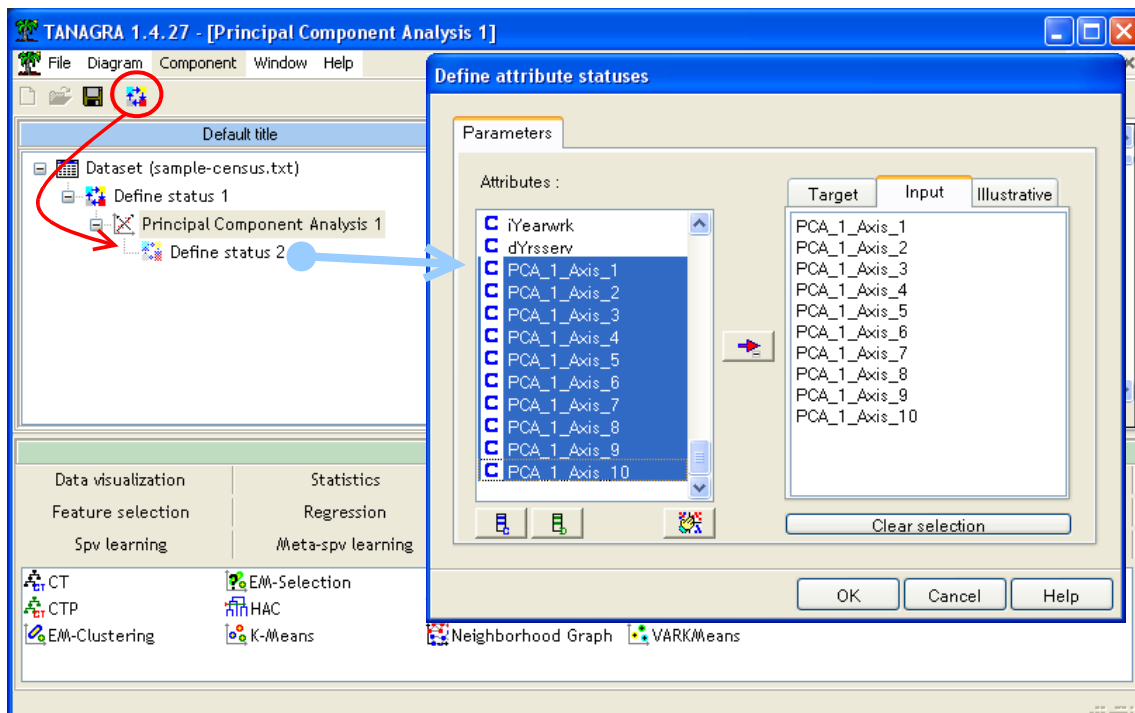 TANAGRA 1.4.27 - [Principal Component Analysis 1]
File Diagram Component Window Help
Default title
Dataset (sample-census.txt)
Define status 1
Principal Component Analysis 1
Define status 2
Define attribute statuses
Parameters
Attributes :
iYearwrk
dYrsserv
PCA_1_Axis_1
PCA_1_Axis_2
PCA_1_Axis_3
PCA_1_Axis_4
PCA_1_Axis_5
PCA_1_Axis_6
PCA_1_Axis_7
PCA_1_Axis_8
PCA_1_Axis_9
PCA_1_Axis_10
Target Input Illustrative
PCA_1_Axis_1
PCA_1_Axis_2
PCA_1_Axis_3
PCA_1_Axis_4
PCA_1_Axis_5
PCA_1_Axis_6
PCA_1_Axis_7
PCA_1_Axis_8
PCA_1_Axis_9
PCA_1_Axis_10
Clear selection
OK Cancel Help
Data visualization Statistics
Feature selection Regression
Spv learning Meta-spv learning
CT EM-Selection
CTP HAC
EM-Clustering K-Means Neighborhood Graph VARKMeans